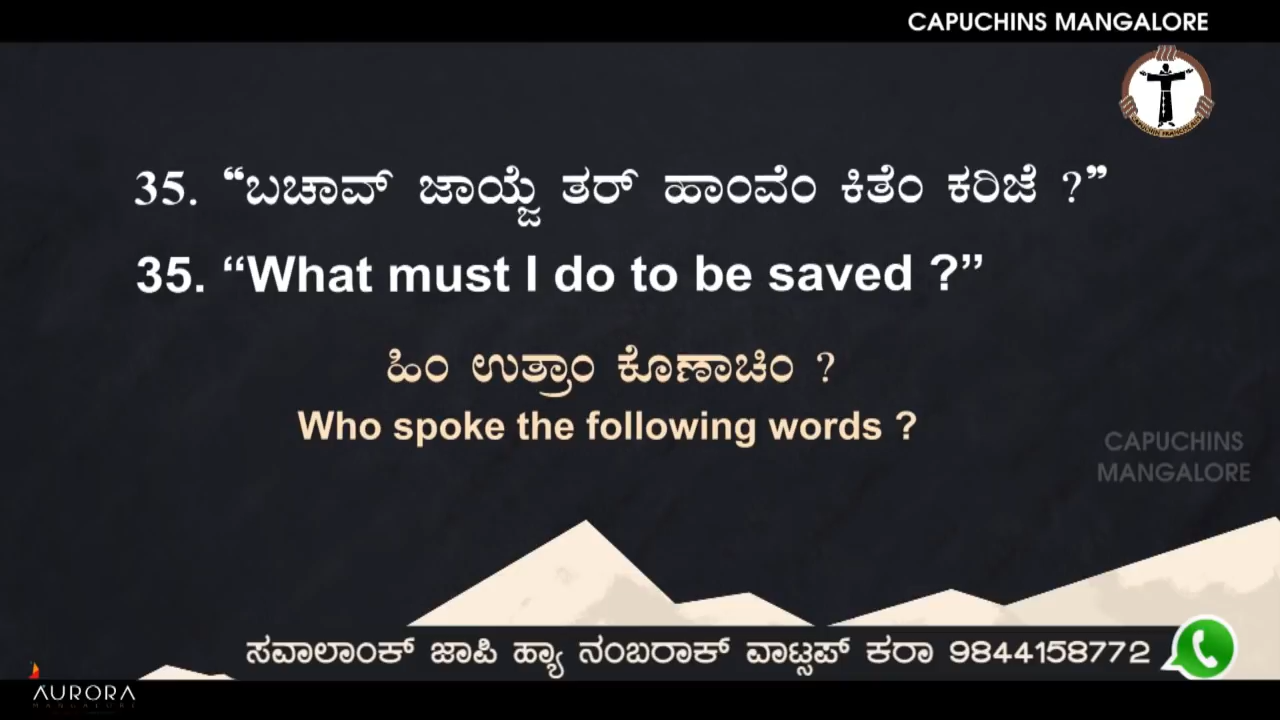 CAPUCHINS MANGALORE
35. “ಬಚಾವ್ ಜಾಯ್ಜೆ ತರ್ ಹಾಂವೆಂ ಕಿತೆಂ ಕರಿಜೆ ?”
35. “What must I do to be saved ?”
ಹಿಂ ಉತ್ರಾಂ ಕೊಣಾಚಿಂ ?
Who spoke the following words ?
CAPUCHINS
MANGALORE
ಸವಾಲಾಂಕ್ ಜಾಪಿ ಹ್ಯಾ ನಂಬರಾಕ್ ವಾಟ್ಸಪ್ ಕರಾ 9844158772
AURORA
MANGALORE